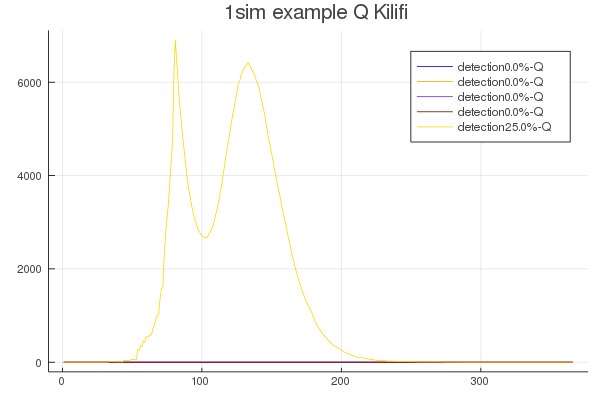 1sim example Q Kilifi
detection0.0%-Q
detection0.0%-Q
detection0.0%-Q
detection0.0%-Q
detection25.0%-Q
6000
4000
2000
0
0 100 200 300